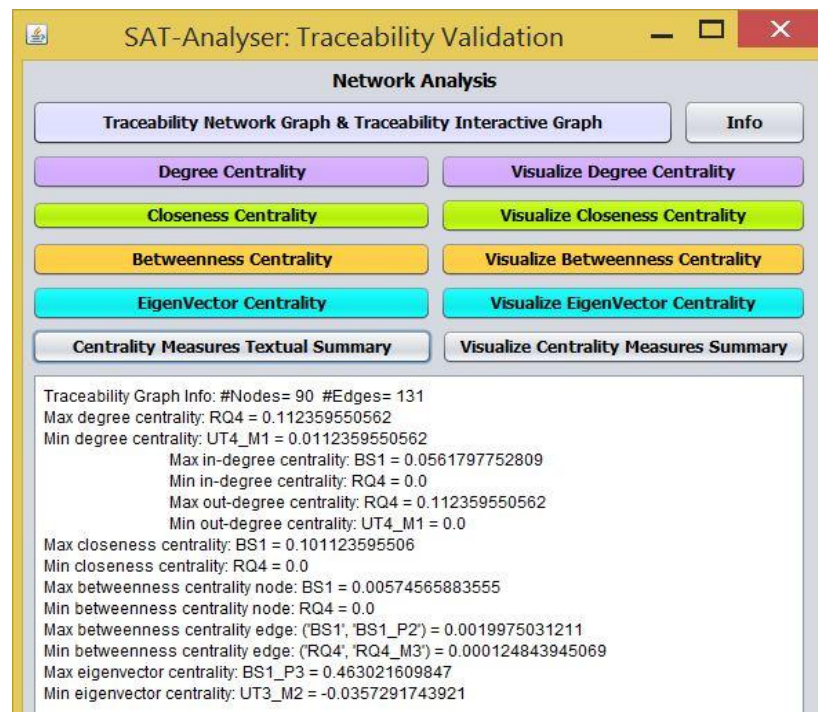 SAT-Analyser: Traceability Validation
Network Analysis
Traceability Network Graph & Traceability Interactive Graph
Info
Degree Centrality
Visualize Degree Centrality
Closeness Centrality
Visualize Closeness Centrality
Betweenness Centrality
Visualize Betweenness Centrality
EigenVector Centrality
Visualize EigenVector Centrality
Centrality Measures Textual Summary
Visualize Centrality Measures Summary
Traceability Graph Info: #Nodes= 90 #Edges= 131
Max degree centrality: RQ4 = 0.112359550562
Min degree centrality: UT4_M1 = 0.0112359550562
Max in-degree centrality: BS1 = 0.0561797752809
Min in-degree centrality: RQ4 = 0.0
Max out-degree centrality: RQ4 = 0.112359550562
Min out-degree centrality: UT4_M1 = 0.0
Max closeness centrality: BS1 = 0.101123595506
Min closeness centrality: RQ4 = 0.0
Max betweenness centrality node: BS1 = 0.00574565883555
Min betweenness centrality node: RQ4 = 0.0
Max betweenness centrality edge: ('BS1', 'BS1_P2') = 0.0019975031211
Min betweenness centrality edge: ('RQ4', 'RQ4_M3') = 0.000124843945069
Max eigenvector centrality: BS1_P3 = 0.463021609847
Min eigenvector centrality: UT3_M2 = -0.0357291743921